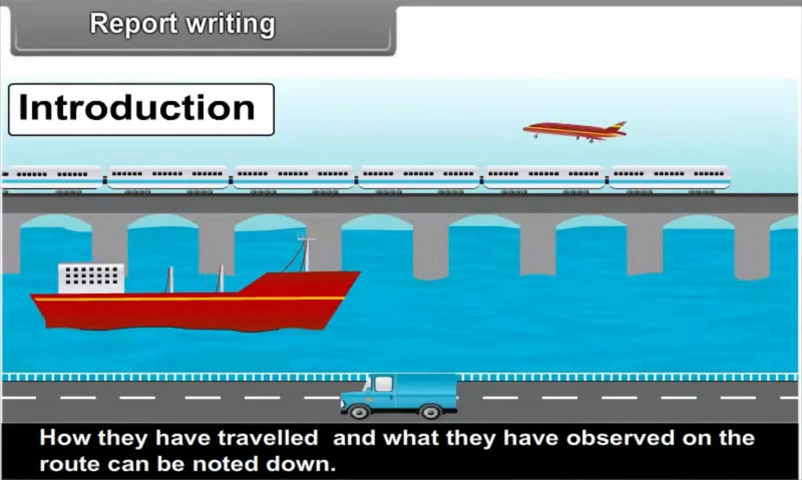 Report writing
Introduction
How they have travelled and what they have observed on the
route can be noted down.